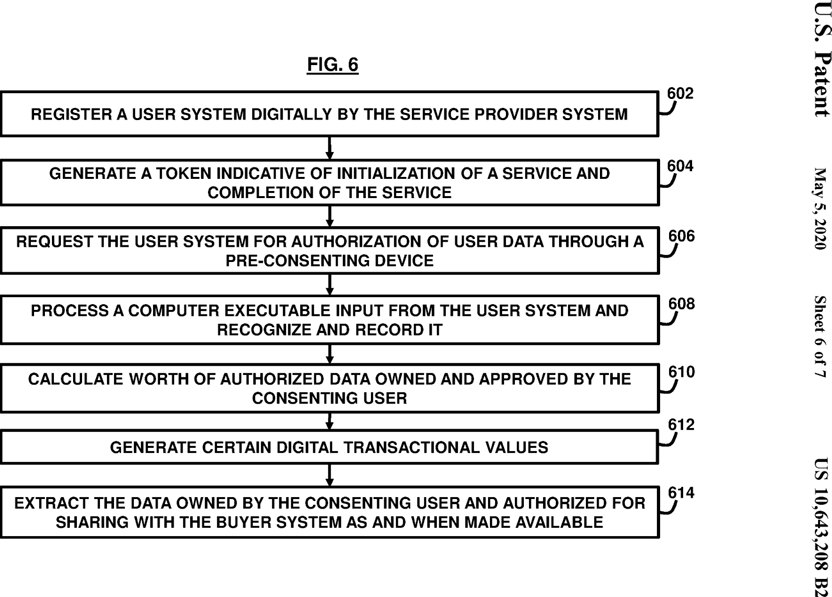 U.S. Patent
May 5, 2020
Sheet 6 of 7
US 10,643,208 B2
FIG. 6
602
REGISTER A USER SYSTEM DIGITALLY BY THE SERVICE PROVIDER SYSTEM
604
GENERATE A TOKEN INDICATIVE OF INITIALIZATION OF A SERVICE AND
COMPLETION OF THE SERVICE
606
REQUEST THE USER SYSTEM FOR AUTHORIZATION OF USER DATA THROUGH A
PRE-CONSENTING DEVICE
608
PROCESS A COMPUTER EXECUTABLE INPUT FROM THE USER SYSTEM AND
RECOGNIZE AND RECORD IT
610
CALCULATE WORTH OF AUTHORIZED DATA OWNED AND APPROVED BY THE
CONSENTING USER
612
GENERATE CERTAIN DIGITAL TRANSACTIONAL VALUES
614
EXTRACT THE DATA OWNED BY THE CONSENTING USER AND AUTHORIZED FOR
SHARING WITH THE BUYER SYSTEM AS AND WHEN MADE AVAILABLE